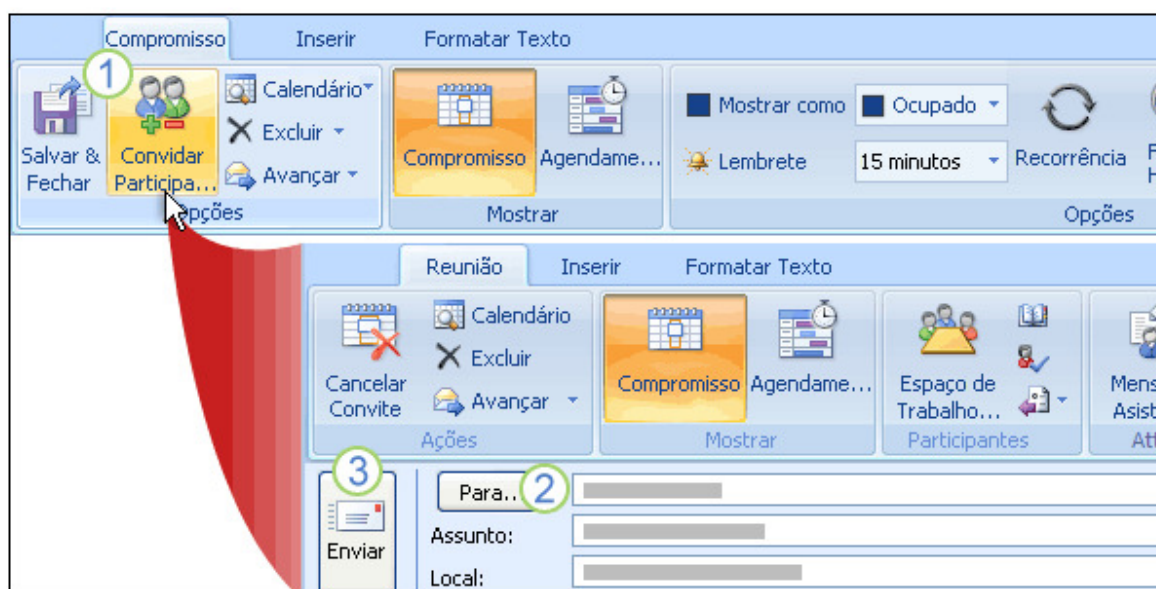 Compromisso Inserir Formatar Texto
1
Salvar & Fechar
Convidar Participa...
Calendário
Excluir
Avançar
Opções
Compromisso
Agendame...
Mostrar
Mostrar como
Ocupado
Lembrete
15 minutos
Recorrência
Opções
Reunião Inserir Formatar Texto
Cancelar Convite
Calendário
Excluir
Avançar
Ações
Compromisso
Agendame...
Mostrar
Espaço de Trabalho...
Participantes
3
Enviar
Para... 2
Assunto:
Local: